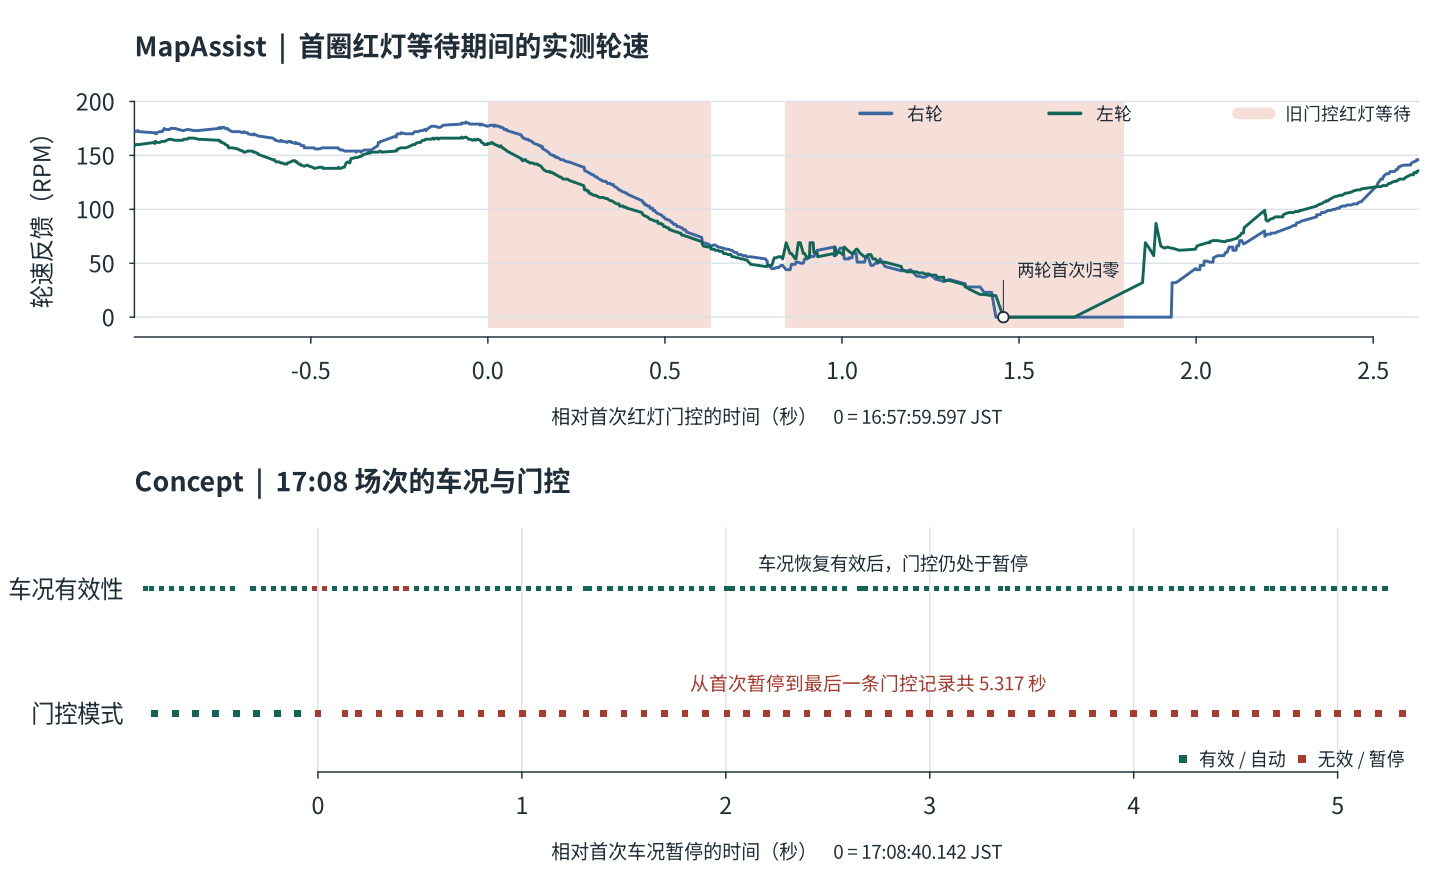 MapAssist｜首圈红灯等待期间的实测轮速
轮速反馈（RPM）
200
150
100
50
0
右轮
左轮
旧门控红灯等待
两轮首次归零
-0.5 0.0 0.5 1.0 1.5 2.0 2.5
相对首次红灯门控的时间（秒） 0 = 16:57:59.597 JST
Concept｜17:08 场次的车况与门控
车况恢复有效后，门控仍处于暂停
车况有效性
从首次暂停到最后一条门控记录共 5.317 秒
门控模式
有效 / 自动
无效 / 暂停
0 1 2 3 4 5
相对首次车况暂停的时间（秒） 0 = 17:08:40.142 JST